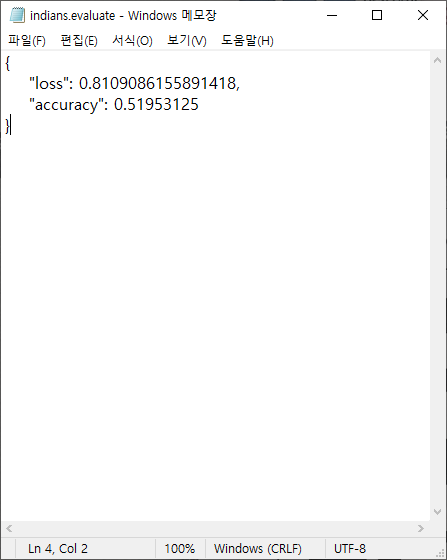 indians.evaluate - Windows 메모장
파일(F) 편집(E) 서식(O) 보기(V) 도움말(H)
{
"loss": 0.8109086155891418,
"accuracy": 0.51953125
}
Ln 4, Col 2 100% Windows (CRLF) UTF-8